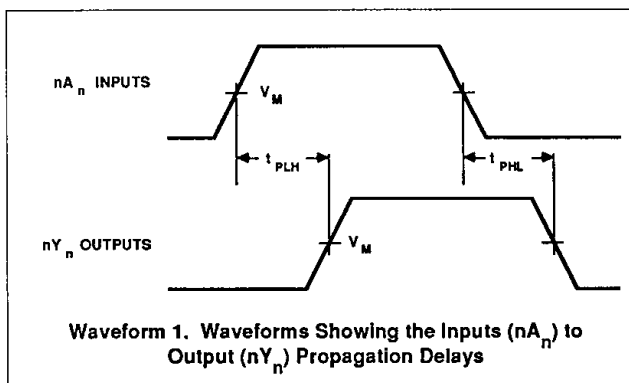 nAn INPUTS
VM
tPLH
tPHL
nYn OUTPUTS
VM
Waveform 1. Waveforms Showing the Inputs (nAn) to
Output (nYn) Propagation Delays